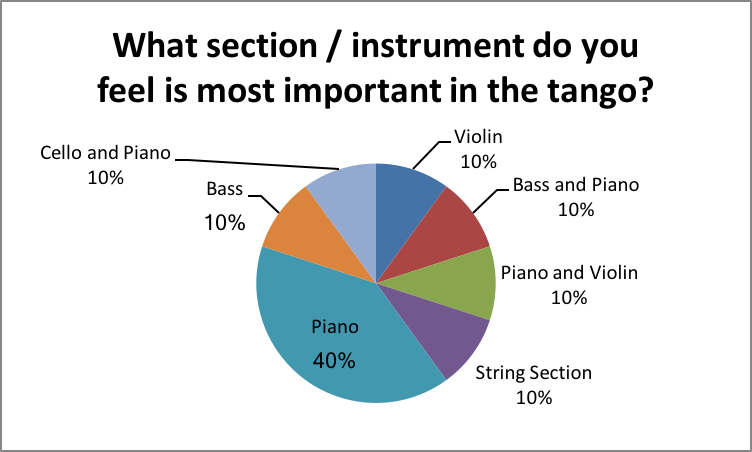 What section / instrument do you
feel is most important in the tango?
Violin
10%
Bass and Piano
10%
Piano and Violin
10%
String Section
10%
Piano
40%
Bass
10%
Cello and Piano
10%